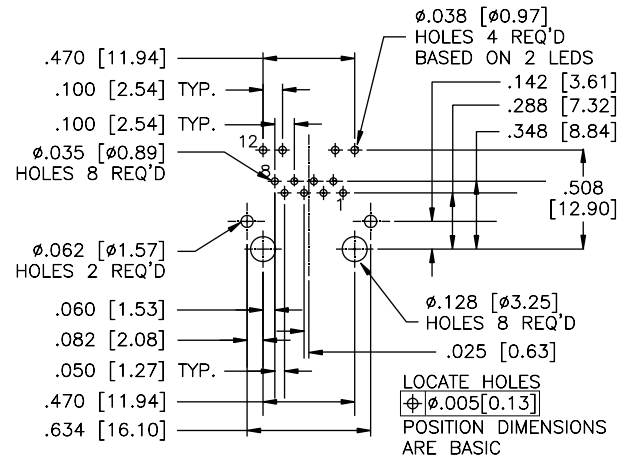 ø.038 [ø0.97]
HOLES 4 REQ'D
BASED ON 2 LEDS
.470 [11.94]
.142 [3.61]
.100 [2.54] TYP.
.288 [7.32]
.100 [2.54] TYP.
.348 [8.84]
12
ø.035 [ø0.89]
HOLES 8 REQ'D
8
.508
[12.90]
1
ø.062 [ø1.57]
HOLES 2 REQ'D
.060 [1.53]
ø.128 [ø3.25]
HOLES 8 REQ'D
.082 [2.08]
.025 [0.63]
.050 [1.27] TYP.
LOCATE HOLES
.470 [11.94]
⌖ ø.005[0.13]
POSITION DIMENSIONS
ARE BASIC
.634 [16.10]